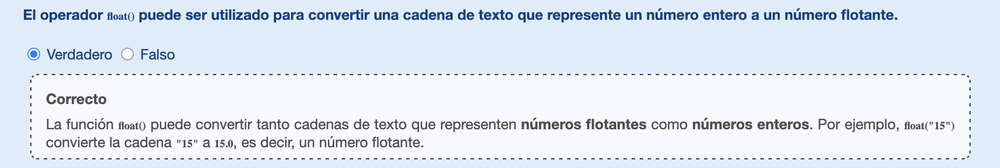 El operador float() puede ser utilizado para convertir una cadena de texto que represente un número entero a un número flotante.
Verdadero Falso
Correcto
La función float() puede convertir tanto cadenas de texto que representen números flotantes como números enteros. Por ejemplo, float("15")
convierte la cadena "15" a 15.0, es decir, un número flotante.